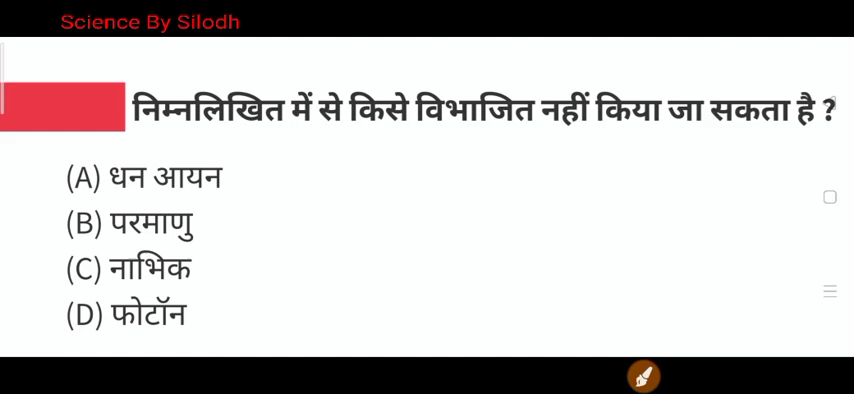 Science By Silodh
निम्नलिखित में से किसे विभाजित नहीं किया जा सकता है ?
(A) धन आयन
(B) परमाणु
(C) नाभिक
(D) फोटॉन